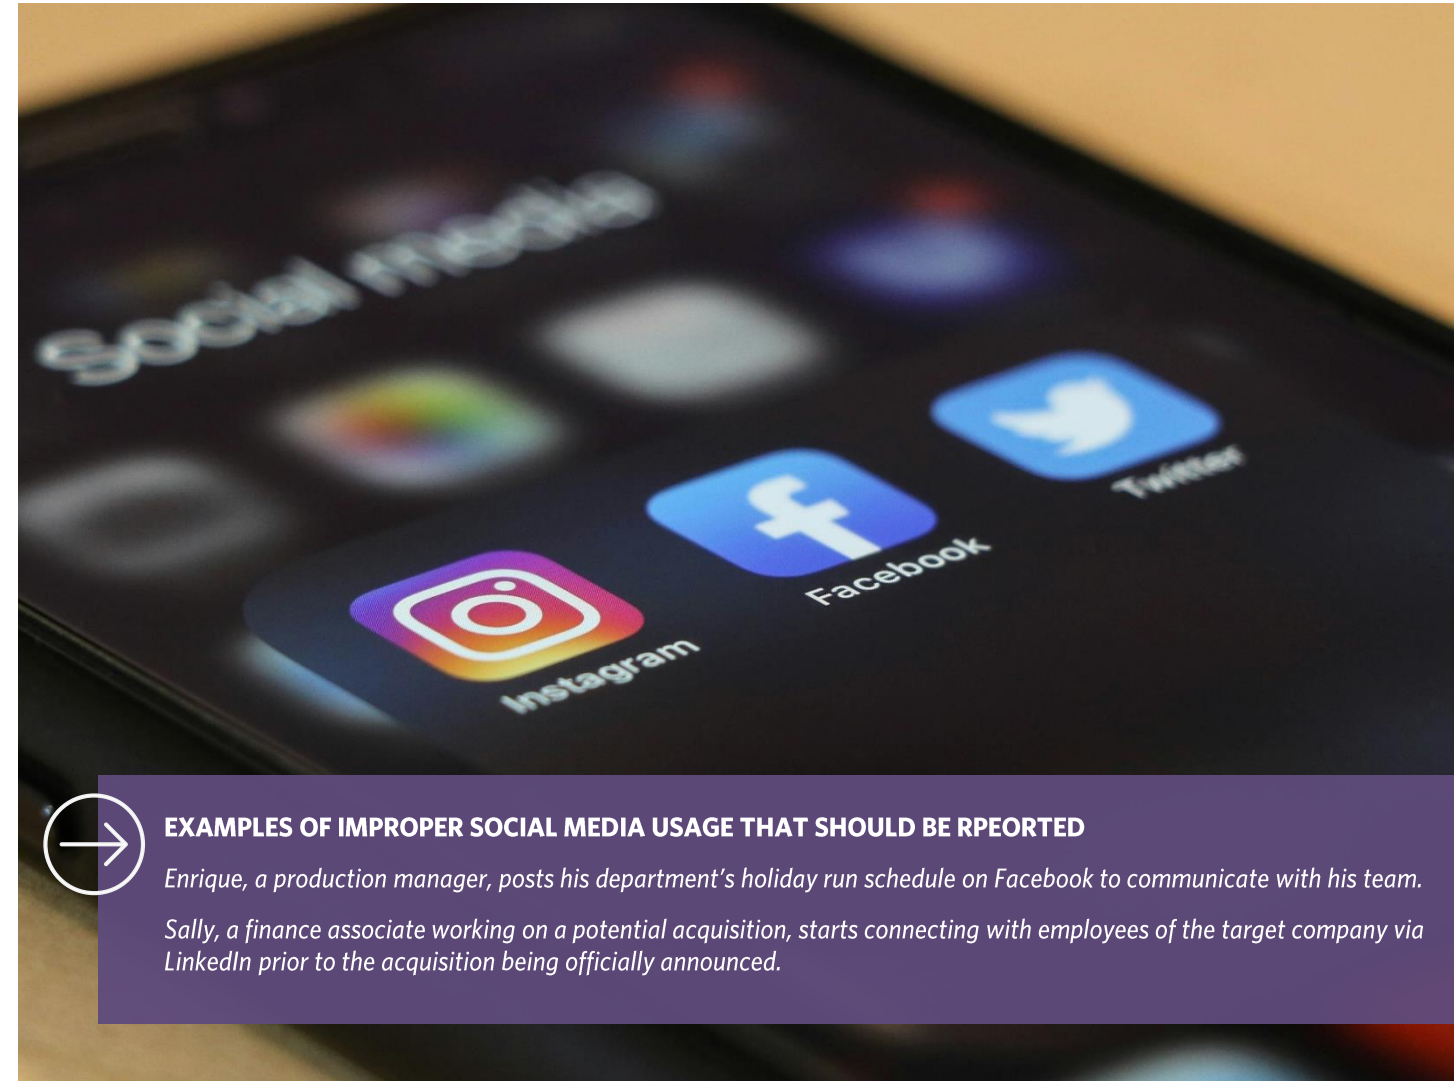 Social media
Twitter
Facebook
Instagram
EXAMPLES OF IMPROPER SOCIAL MEDIA USAGE THAT SHOULD BE RPEORTED
Enrique, a production manager, posts his department’s holiday run schedule on Facebook to communicate with his team.
Sally, a finance associate working on a potential acquisition, starts connecting with employees of the target company via
LinkedIn prior to the acquisition being officially announced.